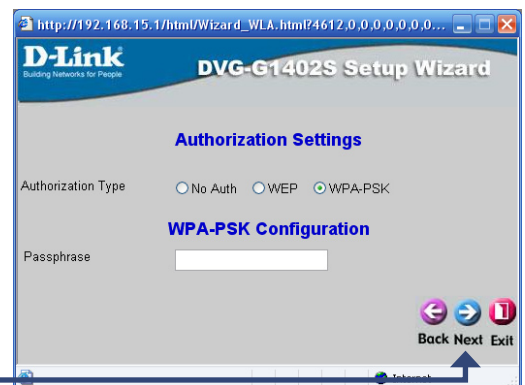 http://192.168.15.1/html/Wizard_WLA.html?4612,0,0,0,0,0,0,0...
D-Link
Building Networks for People
DVG-G1402S Setup Wizard
Authorization Settings
Authorization Type
No Auth WEP WPA-PSK
WPA-PSK Configuration
Passphrase
Back Next Exit
Internet